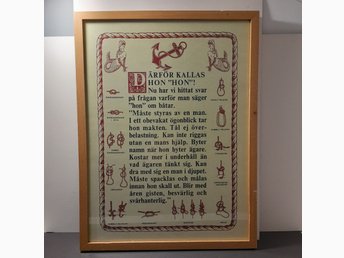 DÄRFÖR KALLAS
HON "HON"!
Nu har vi hittat svar
på frågan varför man säger
"hon" om båtar.
"Måste styras av en man.
I ett obevakat ögonblick tar
hon makten. Tål ej över-
belastning. Kan inte riggas
utan en mans hjälp. Byter
namn när hon byter ägare.
Kostar mer i underhåll än
vad ägaren tänkt sig. Kan
dra med sig en man i djupet.
Måste spacklas och målas
innan hon skall ut. Blir med
åren gisten, besvärlig och
svårhanterlig."